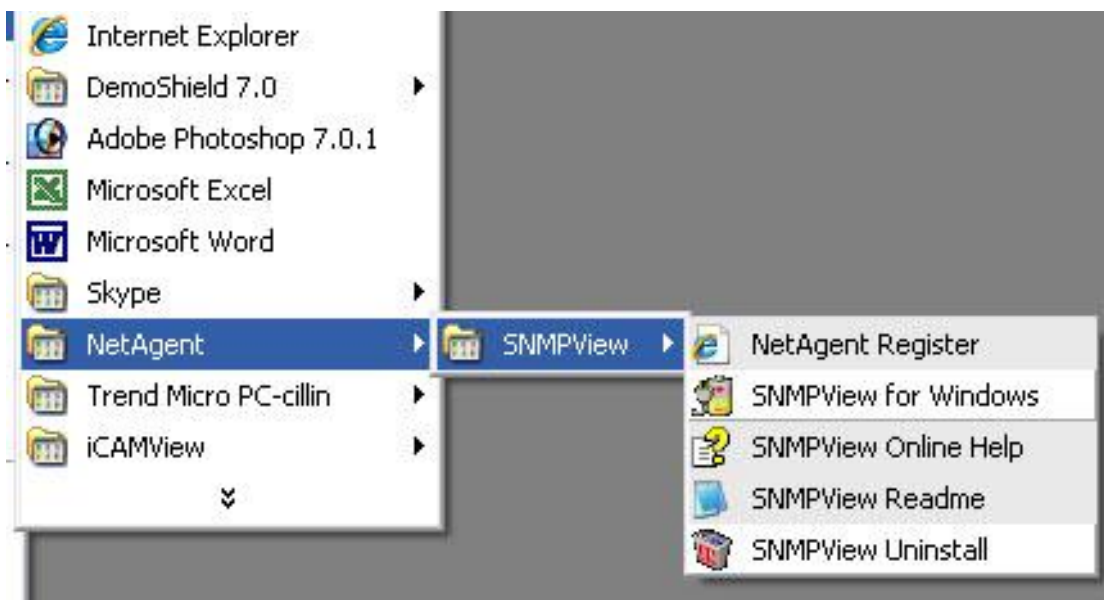 Internet Explorer
DemoShield 7.0
Adobe Photoshop 7.0.1
Microsoft Excel
Microsoft Word
Skype
NetAgent
Trend Micro PC-cillin
iCAMView
SNMPView
NetAgent Register
SNMPView for Windows
SNMPView Online Help
SNMPView Readme
SNMPView Uninstall